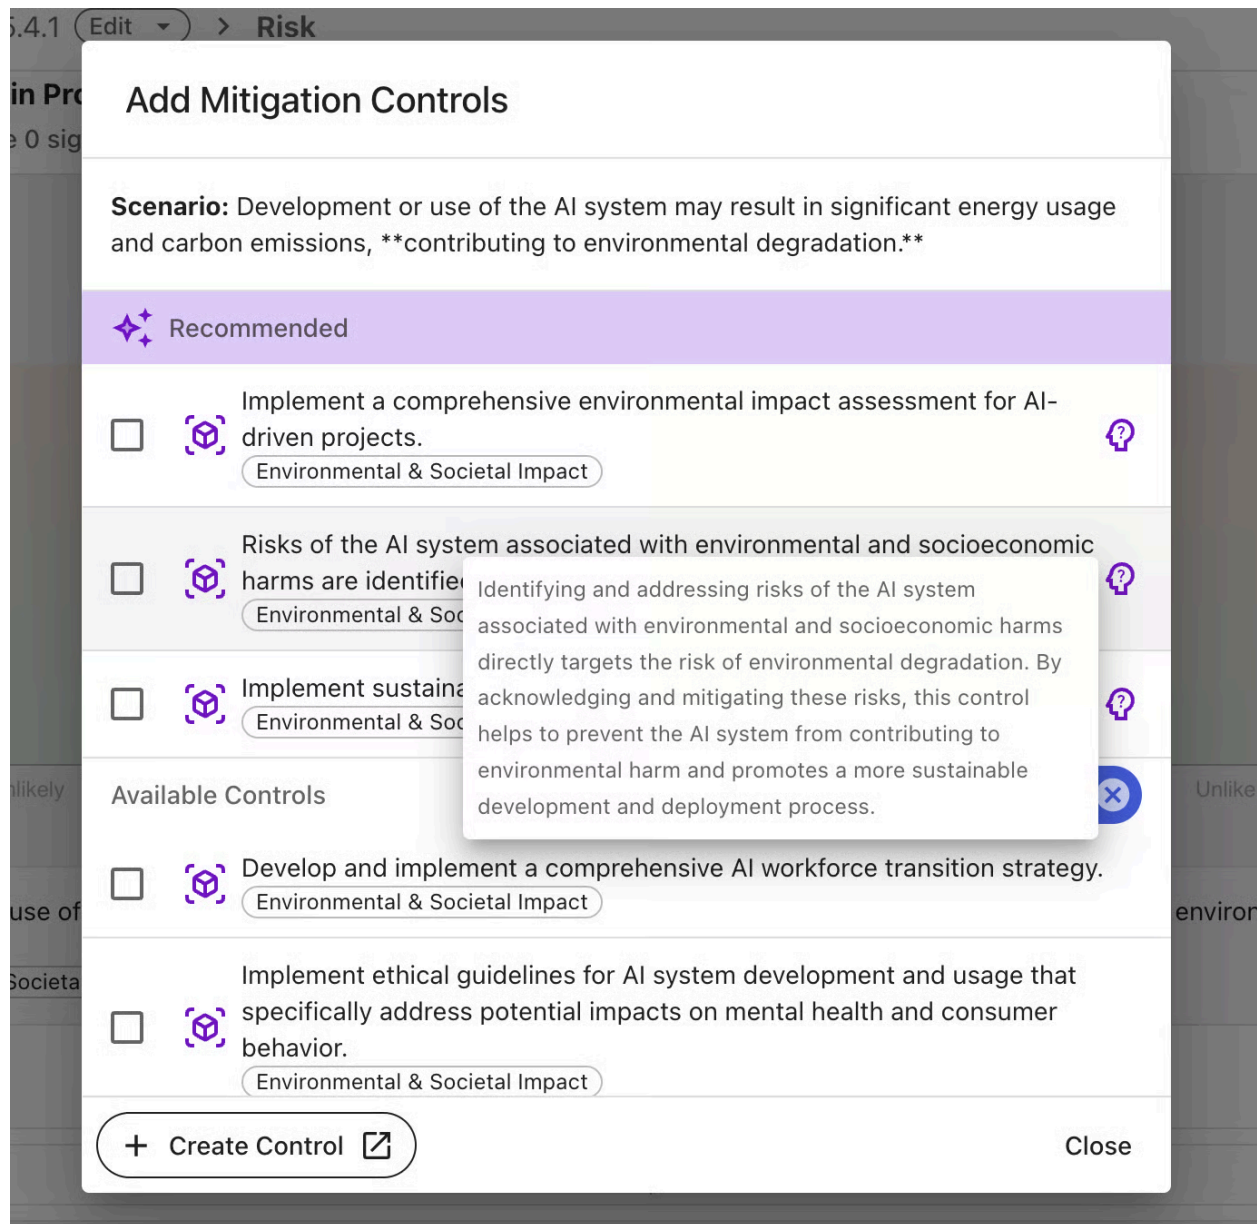 5.4.1 Edit > Risk
in Pro
e 0 sig
Add Mitigation Controls
Scenario: Development or use of the AI system may result in significant energy usage
and carbon emissions, **contributing to environmental degradation.**
Recommended
Implement a comprehensive environmental impact assessment for AI-
driven projects.
Environmental & Societal Impact
Risks of the AI system associated with environmental and socioeconomic
harms are identified
Environmental & Soc
Identifying and addressing risks of the AI system
associated with environmental and socioeconomic harms
directly targets the risk of environmental degradation. By
acknowledging and mitigating these risks, this control
helps to prevent the AI system from contributing to
environmental harm and promotes a more sustainable
development and deployment process.
Implement sustaina
Environmental & Soc
nlikely
Available Controls
Unlike
Develop and implement a comprehensive AI workforce transition strategy.
Environmental & Societal Impact
use of
environ
Implement ethical guidelines for AI system development and usage that
specifically address potential impacts on mental health and consumer
behavior.
Environmental & Societal Impact
Societa
+ Create Control
Close